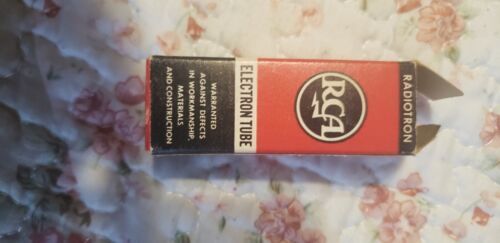 RADIOTRON
RCA
ELECTRON TUBE
WARRANTED
AGAINST DEFECTS
IN WORKMANSHIP,
MATERIALS
AND CONSTRUCTION